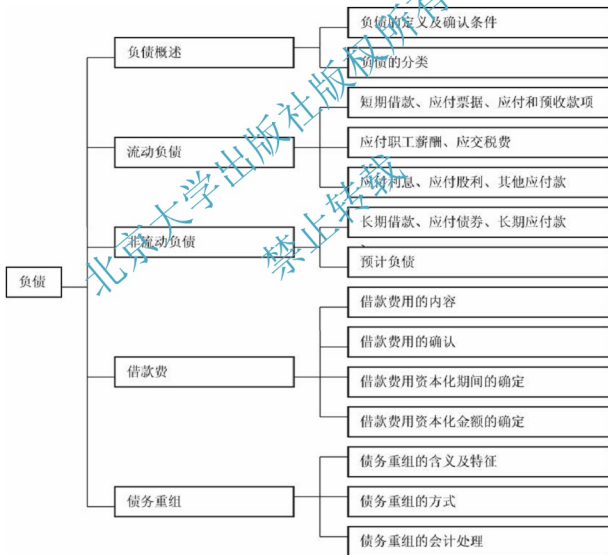 负债的定义及确认条件
负债概述
负债的分类
短期借款、应付票据、应付和预收款项
流动负债
应付职工薪酬、应交税费
应付利息、应付股利、其他应付款
长期借款、应付债券、长期应付款
非流动负债
预计负债
负债
借款费用的内容
借款费用的确认
借款费
借款费用资本化期间的确定
借款费用资本化金额的确定
债务重组的含义及特征
债务重组
债务重组的方式
债务重组的会计处理
北京大学出版社版权所有
禁止转载